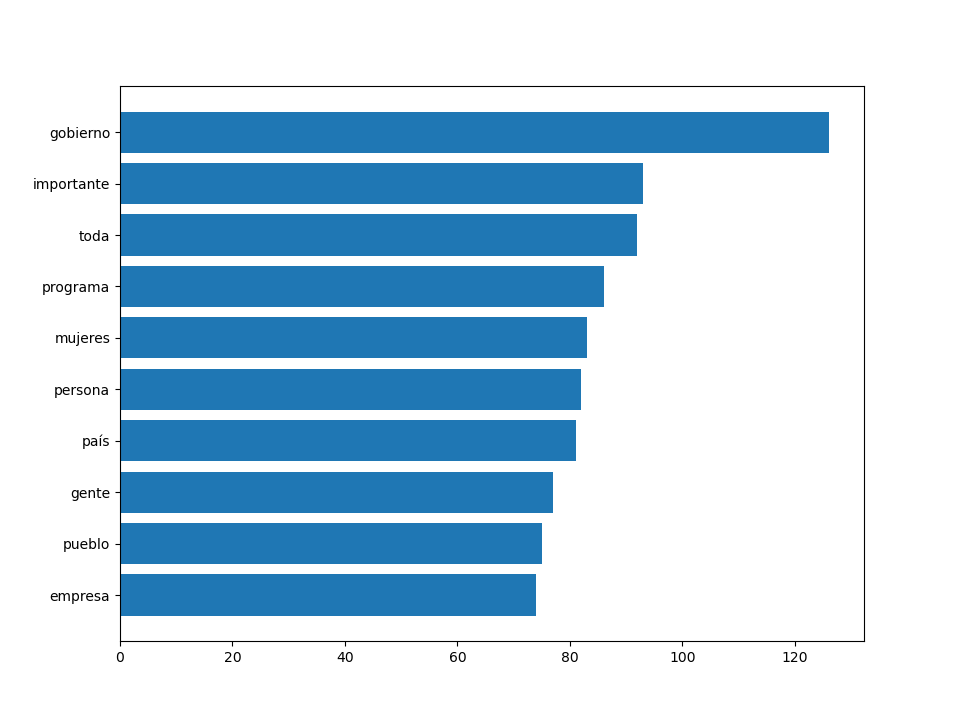 gobierno
importante
toda
programa
mujeres
persona
país
gente
pueblo
empresa
0 20 40 60 80 100 120